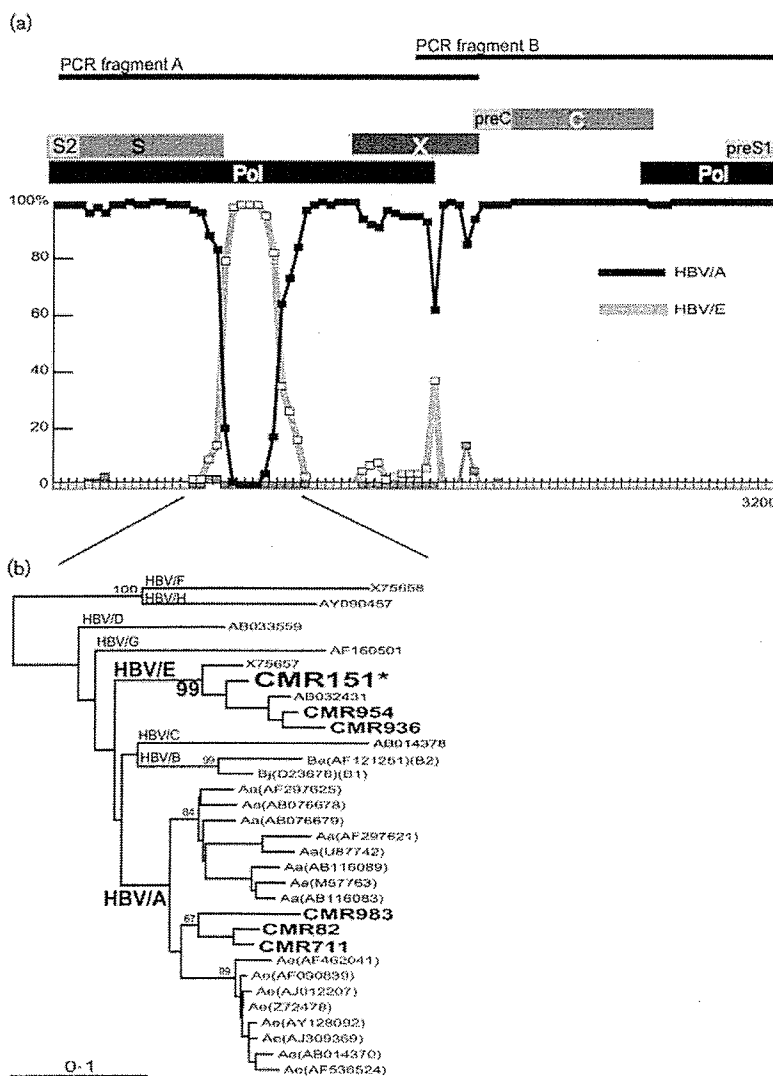 (a)
PCR fragment B
PCR fragment A
preC C
S2 S X preS1
Pol Pol
100%
80
HBV/A
60
HBV/E
40
20
0
3200
(b)
HBV/F
100 X75658
HBV/H
AY090457
HBV/D
AB033559
HBV/G
AF160501
HBV/E X75657
99 CMR151*
AB032431
CMR954
CMR936
HBV/C
AB014378
HBV/B 99 Ba(AF121251)(B2)
Bj(D23678)(B1)
(AF297625)
84 (AB076678)
Aa(AB076679)
Aa(AF297621)
Aa(U87742)
Aa(AB116089)
Aa(M57763)
HBV/A Aa(AB116083)
67 CMR983
CMR82
CMR711
Ae(AF462041)
99 Ae(AF090839)
Ae(AJ012207)
Ae(Z72478)
Ae(AY128092)
Ae(AJ309369)
Ae(AB014370)
Ae(AF536524)
0·1